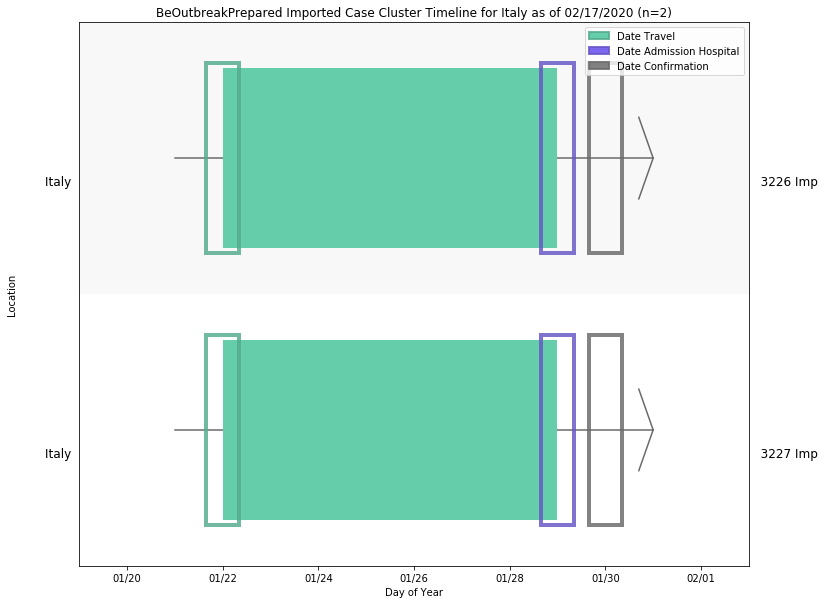 BeOutbreakPrepared Imported Case Cluster Timeline for Italy as of 02/17/2020 (n=2)
Date Travel
Date Admission Hospital
Date Confirmation
Italy
3226 Imp
Location
Italy
3227 Imp
01/20 01/22 01/24 01/26 01/28 01/30 02/01
Day of Year